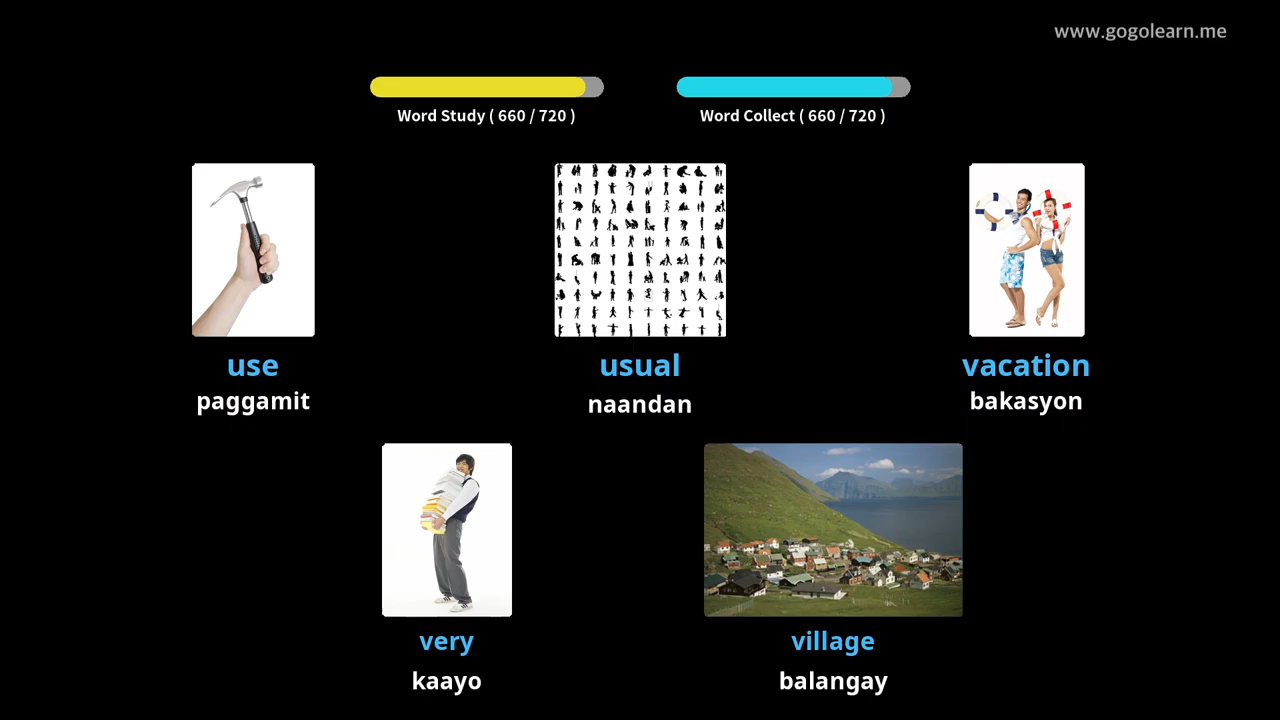 www.gogolearn.me
Word Study ( 660 / 720 )
Word Collect ( 660 / 720 )
use
paggamit
usual
naandan
vacation
bakasyon
very
kaayo
village
balangay